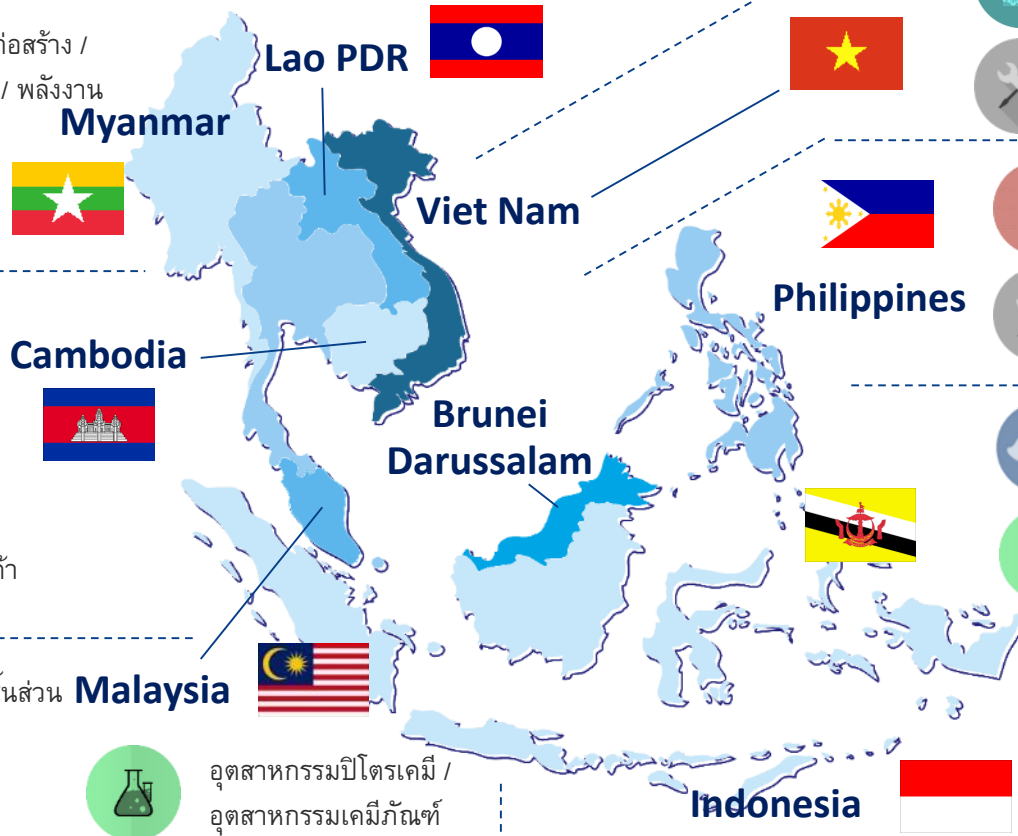 / พลังงาน
Lao PDR
Myanmar
Viet Nam
Philippines
Cambodia
Brunei
Darussalam
Malaysia
อุตสาหกรรมปิโตรเคมี /
อุตสาหกรรมเคมีภัณฑ์
Indonesia